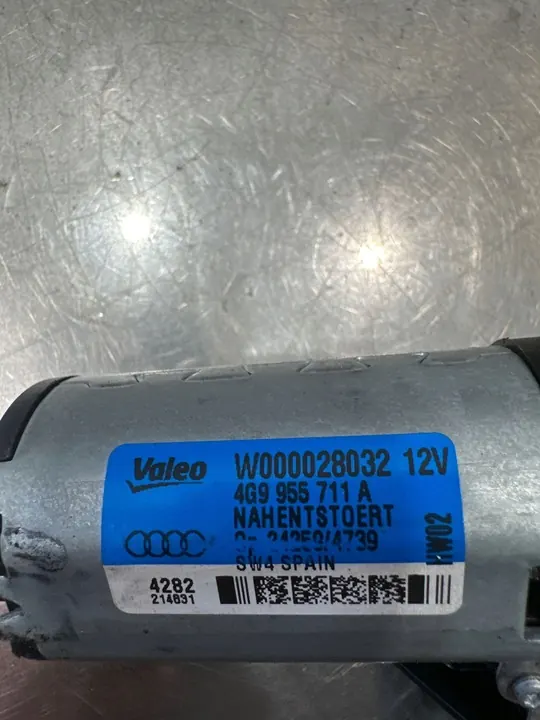 Valeo
W000028032 12V
4G9 955 711 A
NAHENTSTOERT
SW4 SPAIN
HW02
4282
214831